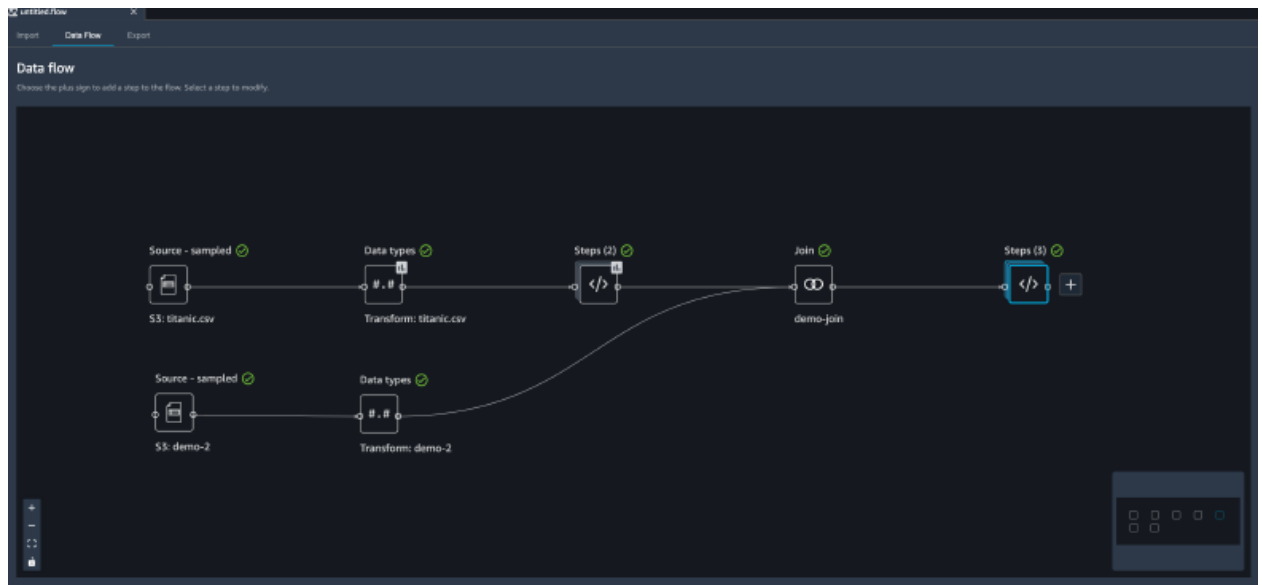 untitled.flow
Import Data Flow Export
Data flow
Choose the plus sign to add a step to the flow. Select a step to modify.
Source - sampled Data types Steps (2) Join Steps (3)
#.# </> </> +
S3: titanic.csv Transform: titanic.csv demo-join
Source - sampled Data types
#.#
S3: demo-2 Transform: demo-2